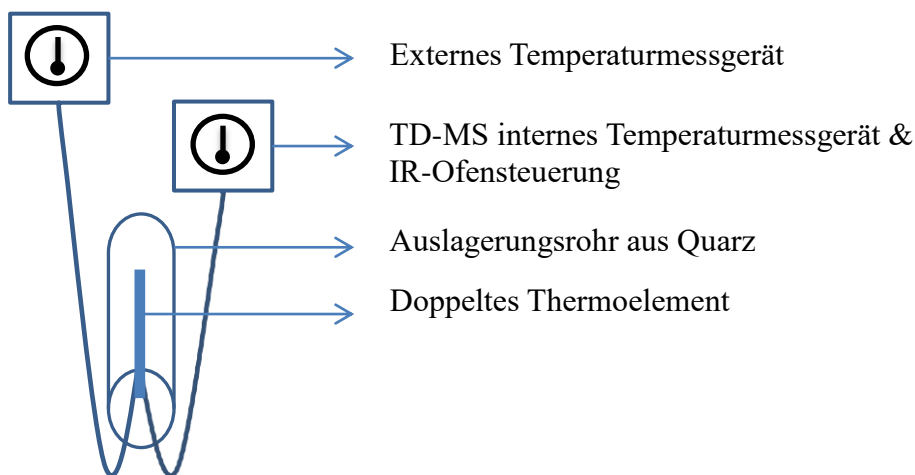 Externes Temperaturmessgerät
TD-MS internes Temperaturmessgerät &
IR-Ofensteuerung
Auslagerungsrohr aus Quarz
Doppeltes Thermoelement